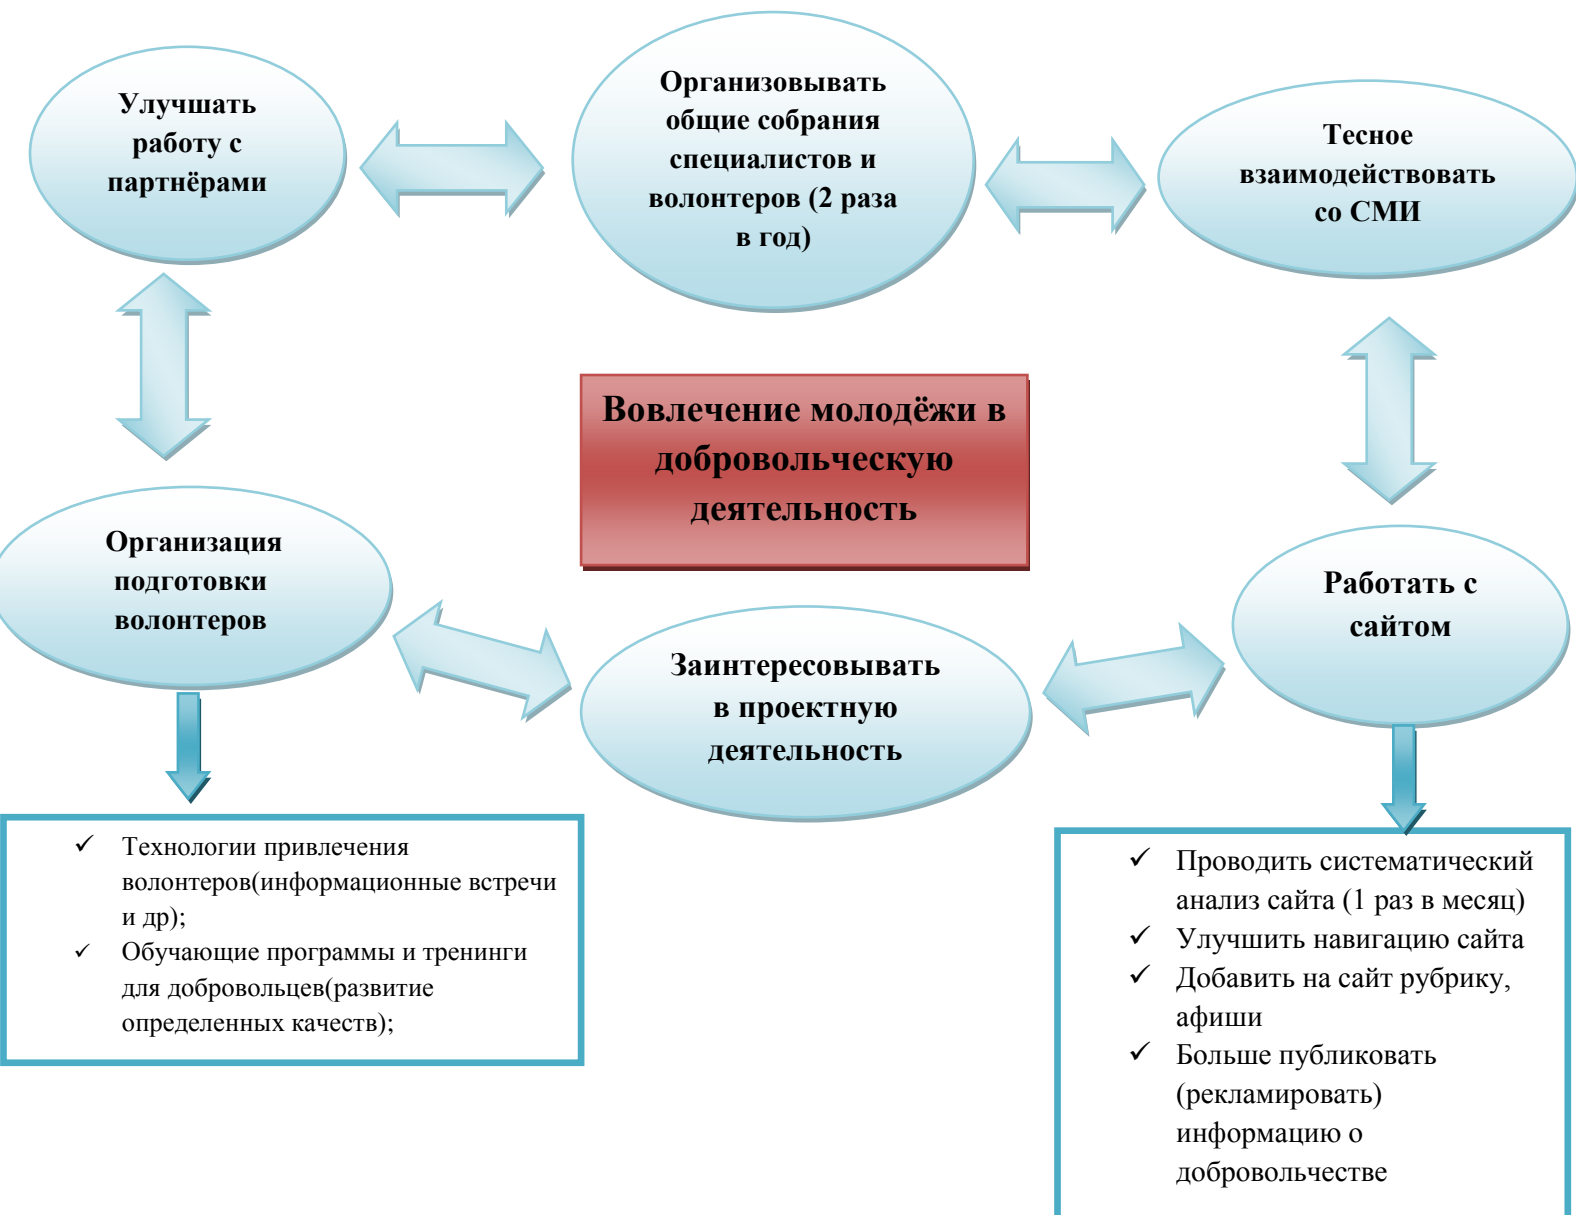 Улучшать
работу с
партнёрами
Организовывать
общие собрания
специалистов и
волонтеров (2 раза
в год)
Тесное
взаимодействовать
со СМИ
Вовлечение молодёжи в
добровольческую
деятельность
Организация
подготовки
волонтеров
Заинтересовывать
в проектную
деятельность
Работать с
сайтом
✓ Технологии привлечения
волонтеров(информационные встречи
и др);
✓ Обучающие программы и тренинги
для добровольцев(развитие
определенных качеств);
✓ Проводить систематический
анализ сайта (1 раз в месяц)
✓ Улучшить навигацию сайта
✓ Добавить на сайт рубрику,
афиши
✓ Больше публиковать
(рекламировать)
информацию о
добровольчестве